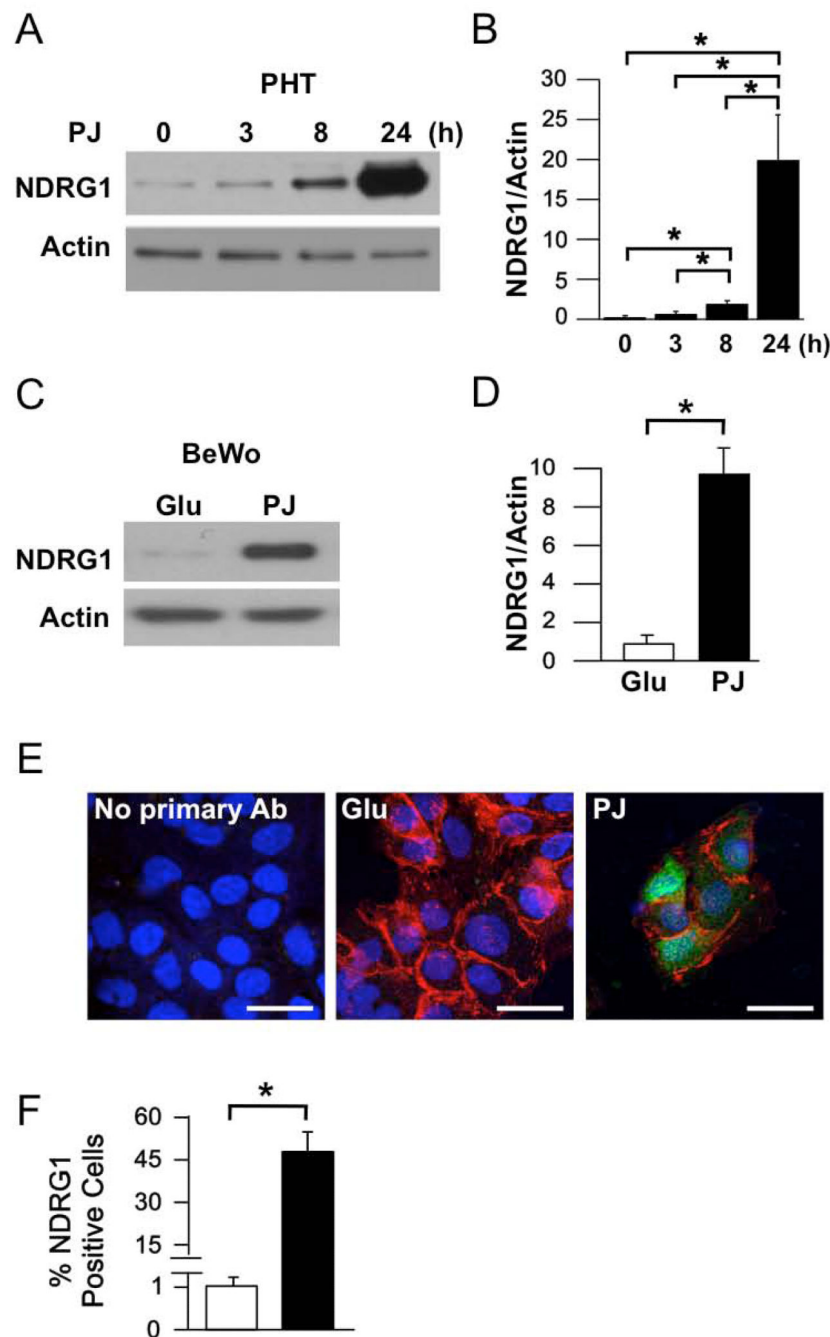 A
PHT
PJ 0 3 8 24 (h)
NDRG1
Actin
B
* 
*
*
*
*
NDRG1/Actin
30
25
20
15
10
5
0
0 3 8 24 (h)
C
BeWo
Glu PJ
NDRG1
Actin
D
*
NDRG1/Actin
10
8
6
4
2
0
Glu PJ
E
No primary Ab
Glu
PJ
F
*
% NDRG1
Positive Cells
60
45
30
15
1
0